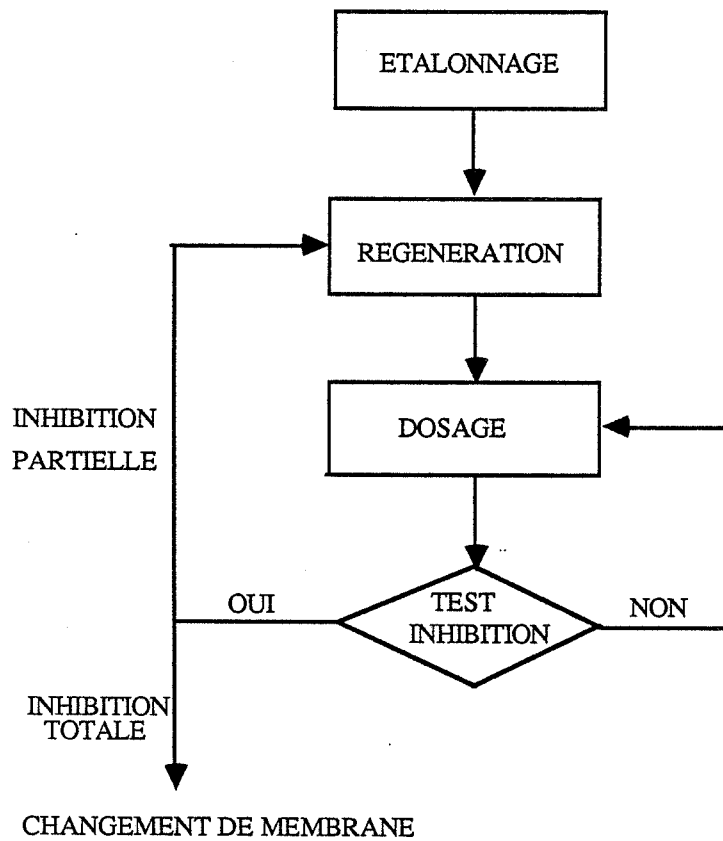 ETALONNAGE
REGENERATION
DOSAGE
INHIBITION
PARTIELLE
OUI
TEST
INHIBITION
NON
INHIBITION
TOTALE
CHANGEMENT DE MEMBRANE